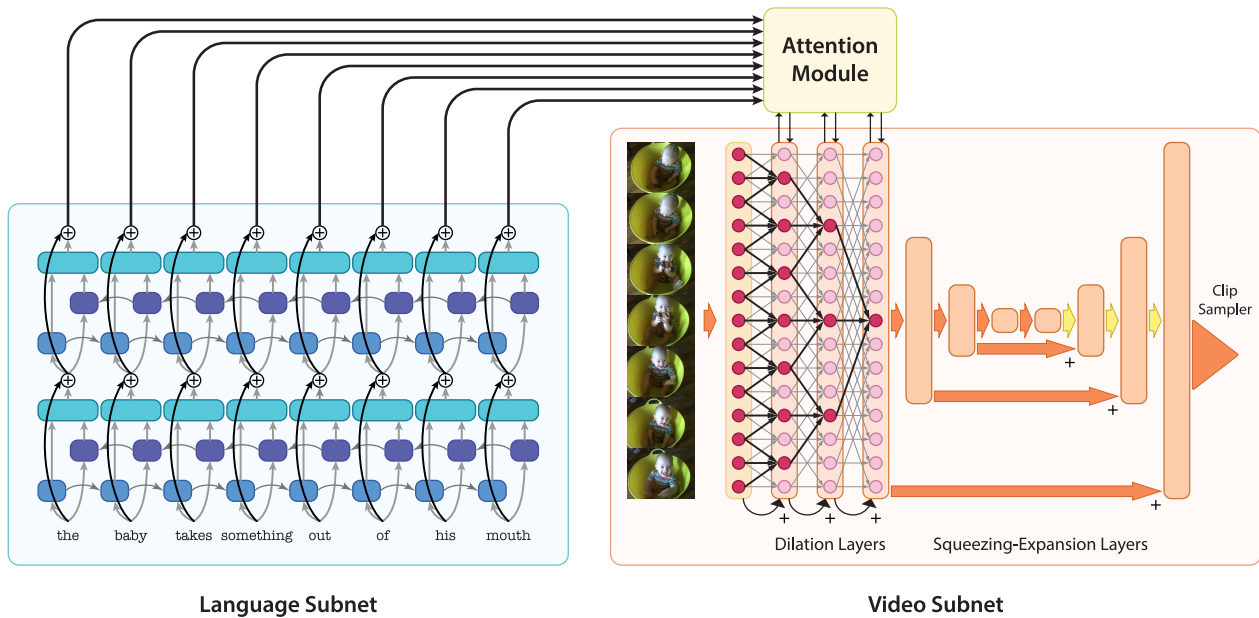 Attention
Module
the baby takes something out of his mouth
Clip
Sampler
+
+
+
+ + +
Dilation Layers
Squeezing-Expansion Layers
Language Subnet
Video Subnet